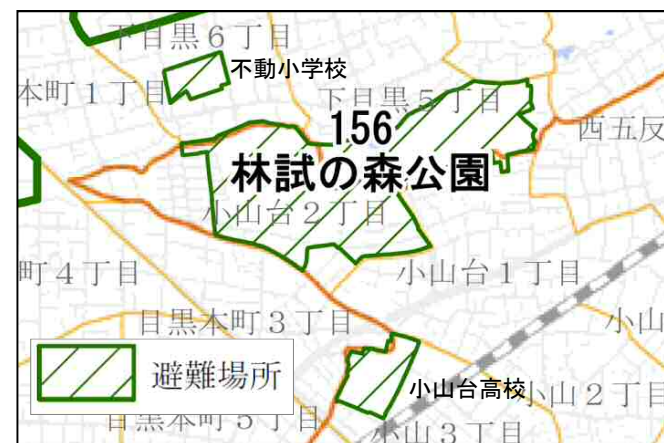 下目黒6丁目
不動小学校
本町1丁目
下目黒5丁目
156
西五反
林試の森公園
小山台2丁目
町4丁目
小山台1丁目
目黒本町3丁目
小山
避難場所
小山台高校
小山2丁目
目黒本町5丁目
小山3丁目